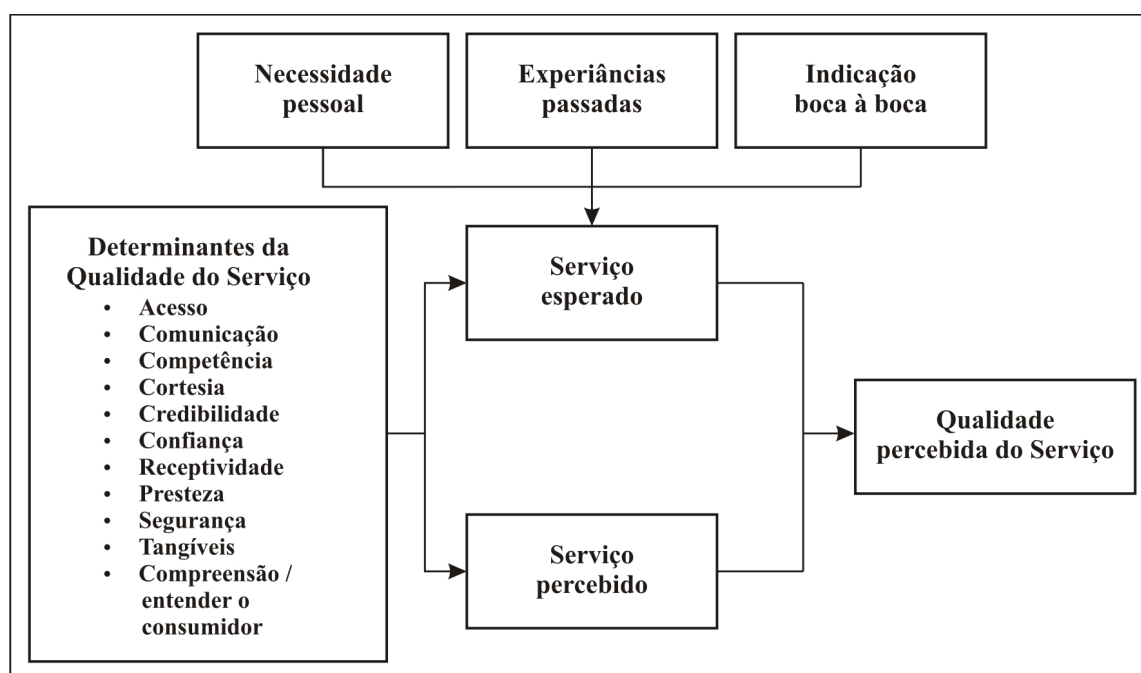 Necessidade
pessoal
Experiâncias
passadas
Indicação
boca à boca
Determinantes da
Qualidade do Serviço
• Acesso
• Comunicação
• Competência
• Cortesia
• Credibilidade
• Confiança
• Receptividade
• Presteza
• Segurança
• Tangíveis
• Compreensão /
entender o
consumidor
Serviço
esperado
Serviço
percebido
Qualidade
percebida do Serviço